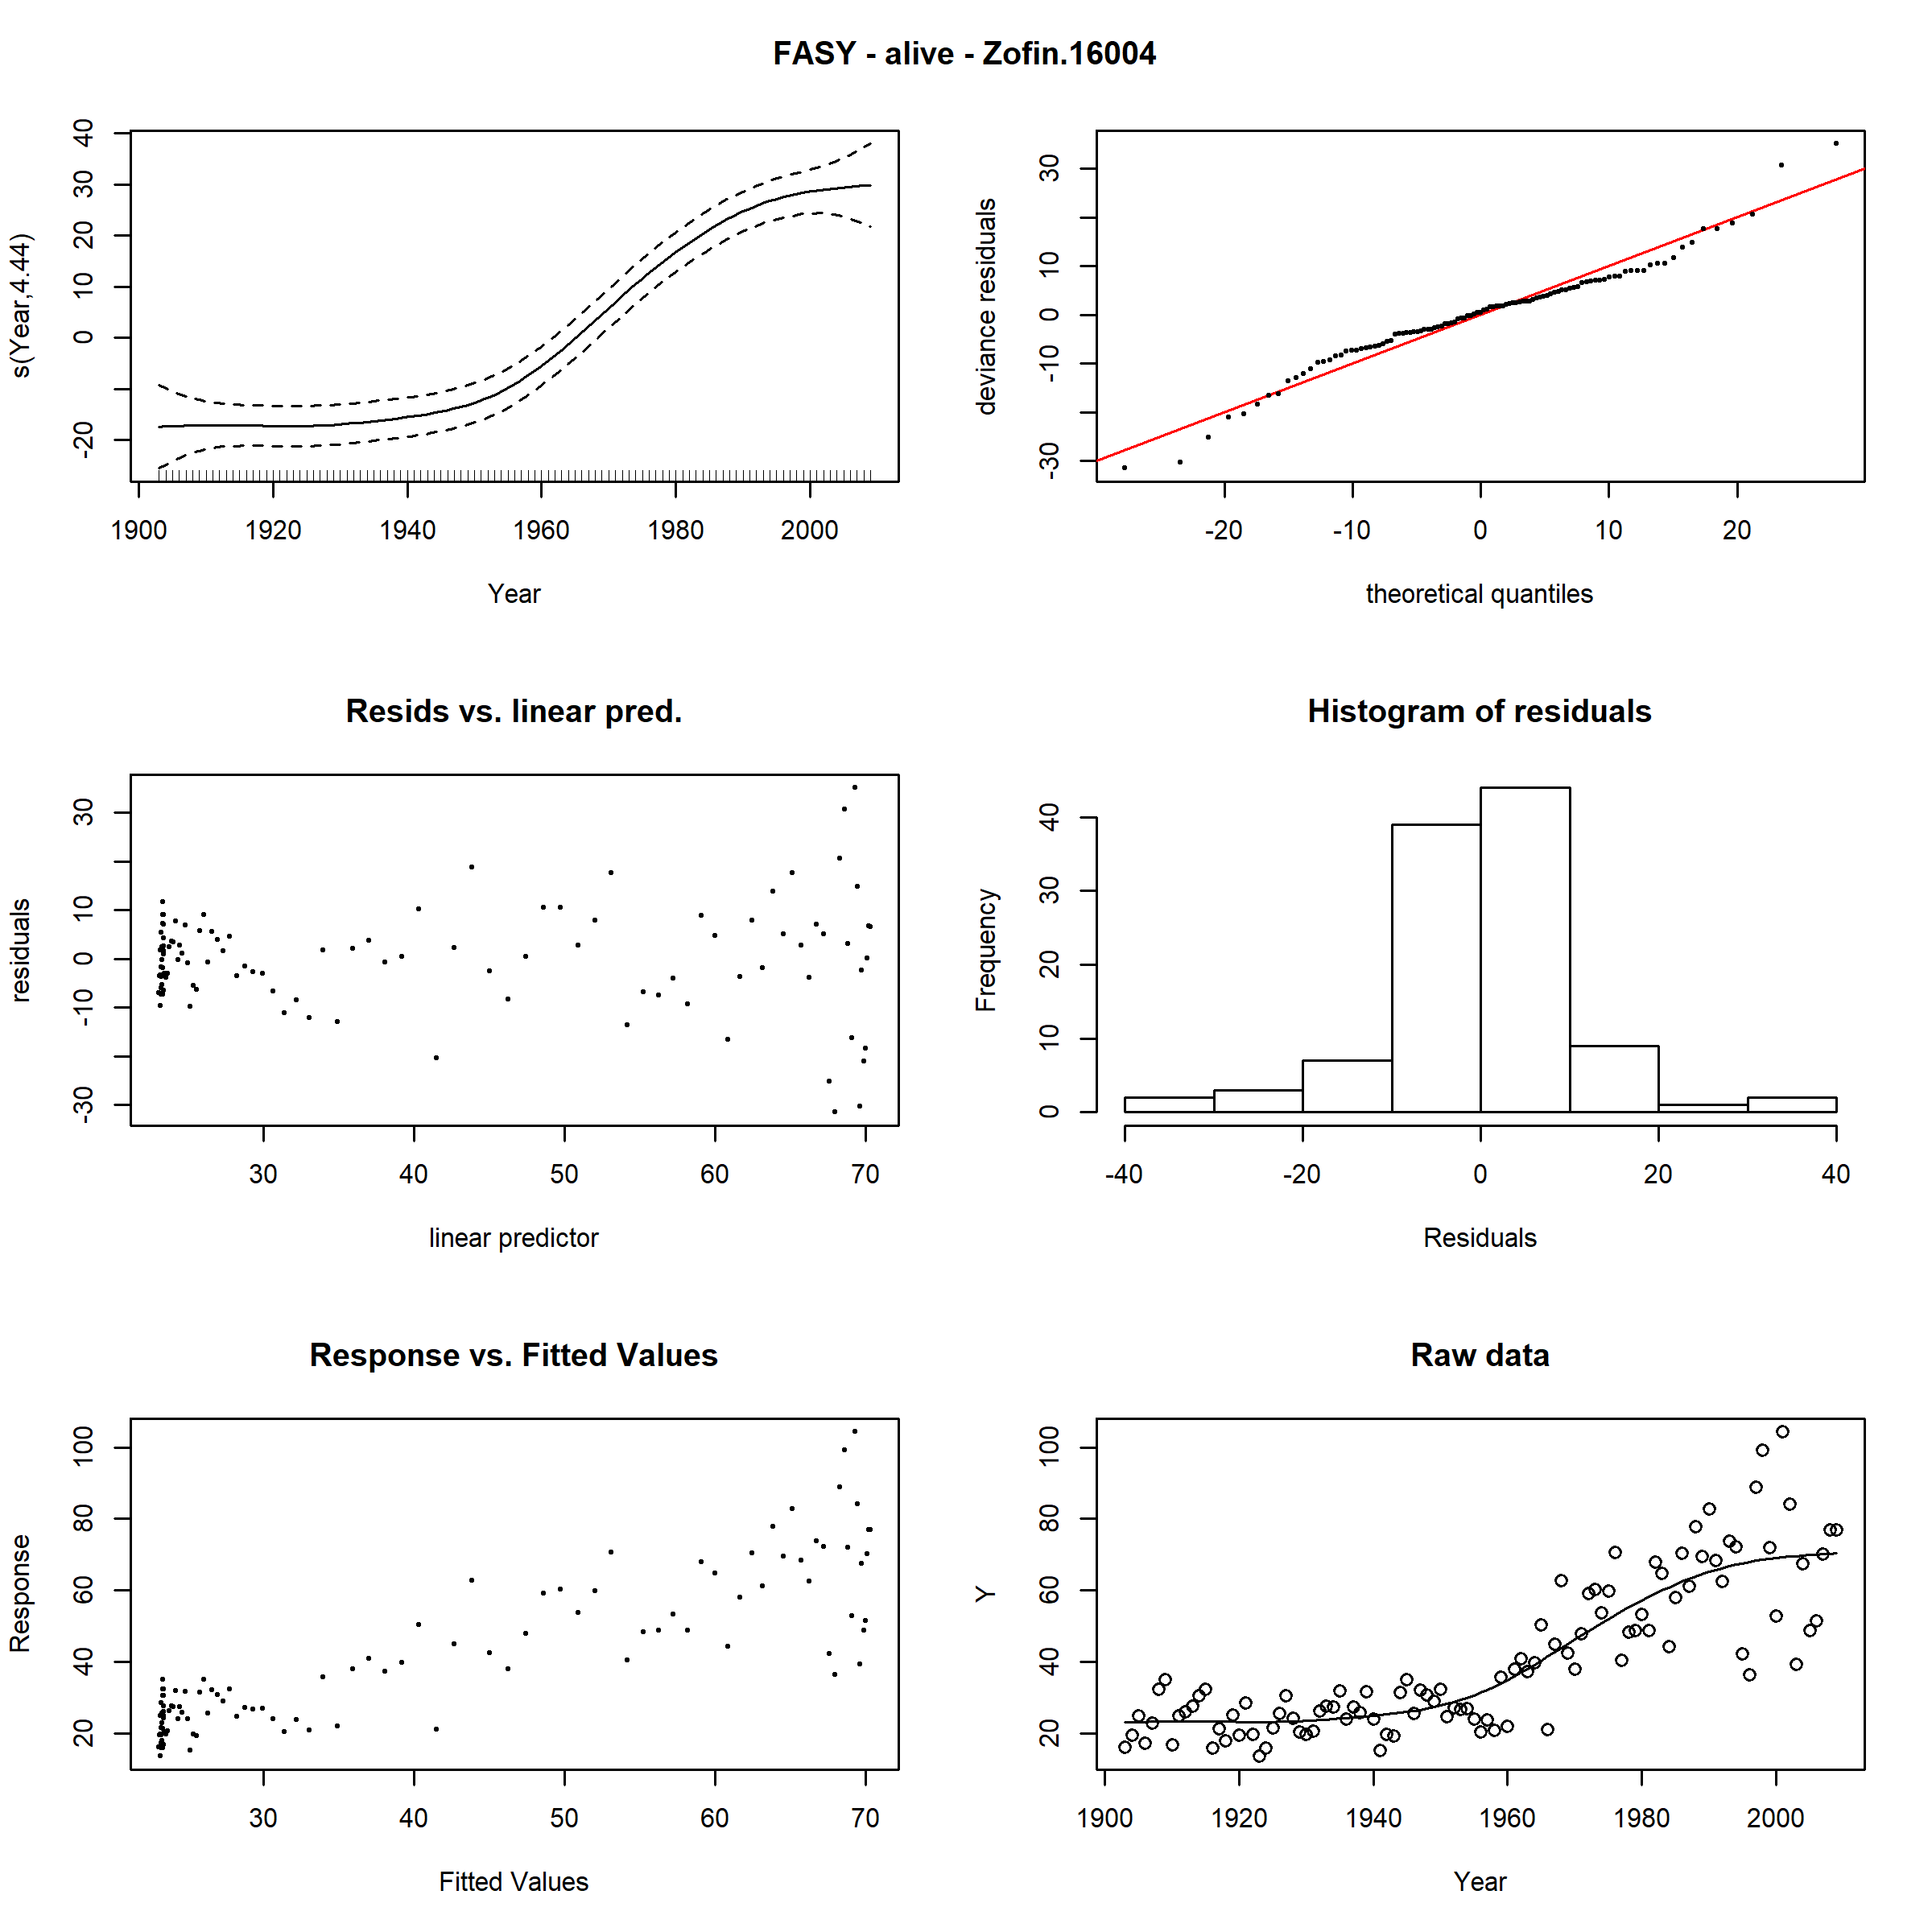 FASY - alive - Zofin.16004
s(Year,4.44)
40
30
20
10
0
-20
1900 1920 1940 1960 1980 2000
Year
deviance residuals
30
10
0
-10
-30
-20 -10 0 10 20
theoretical quantiles
Resids vs. linear pred.
residuals
30
10
0
-10
-30
30 40 50 60 70
linear predictor
Histogram of residuals
Frequency
40
30
20
10
0
-40 -20 0 20 40
Residuals
Response vs. Fitted Values
Response
100
80
60
40
20
30 40 50 60 70
Fitted Values
Raw data
Y
100
80
60
40
20
1900 1920 1940 1960 1980 2000
Year